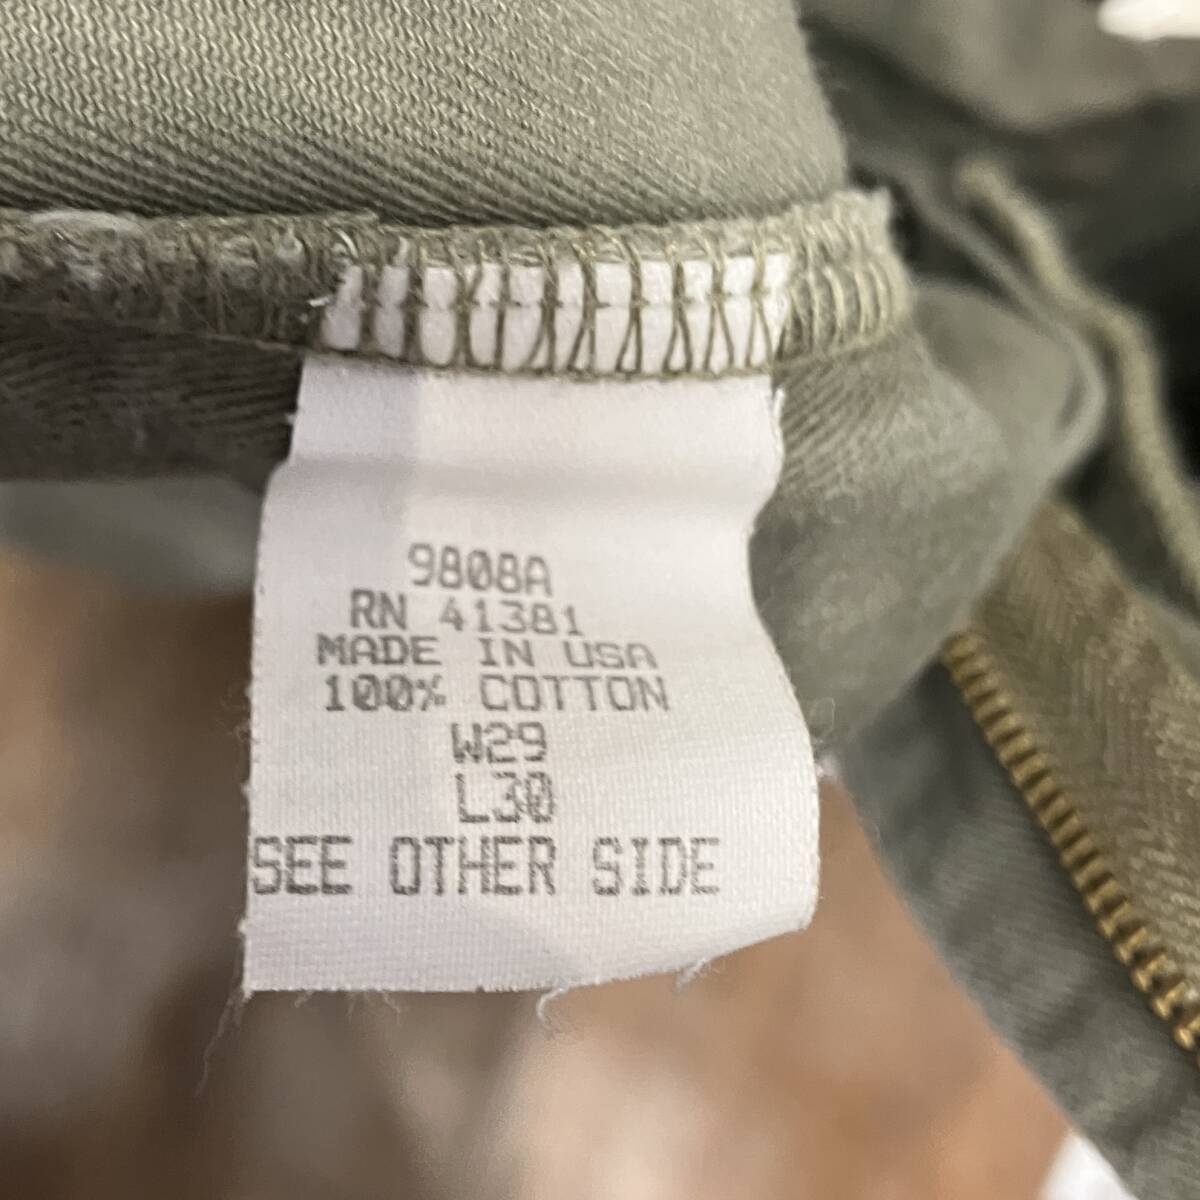 9808A
RN 41381
MADE IN USA
100% COTTON
W29
L30
SEE OTHER SIDE